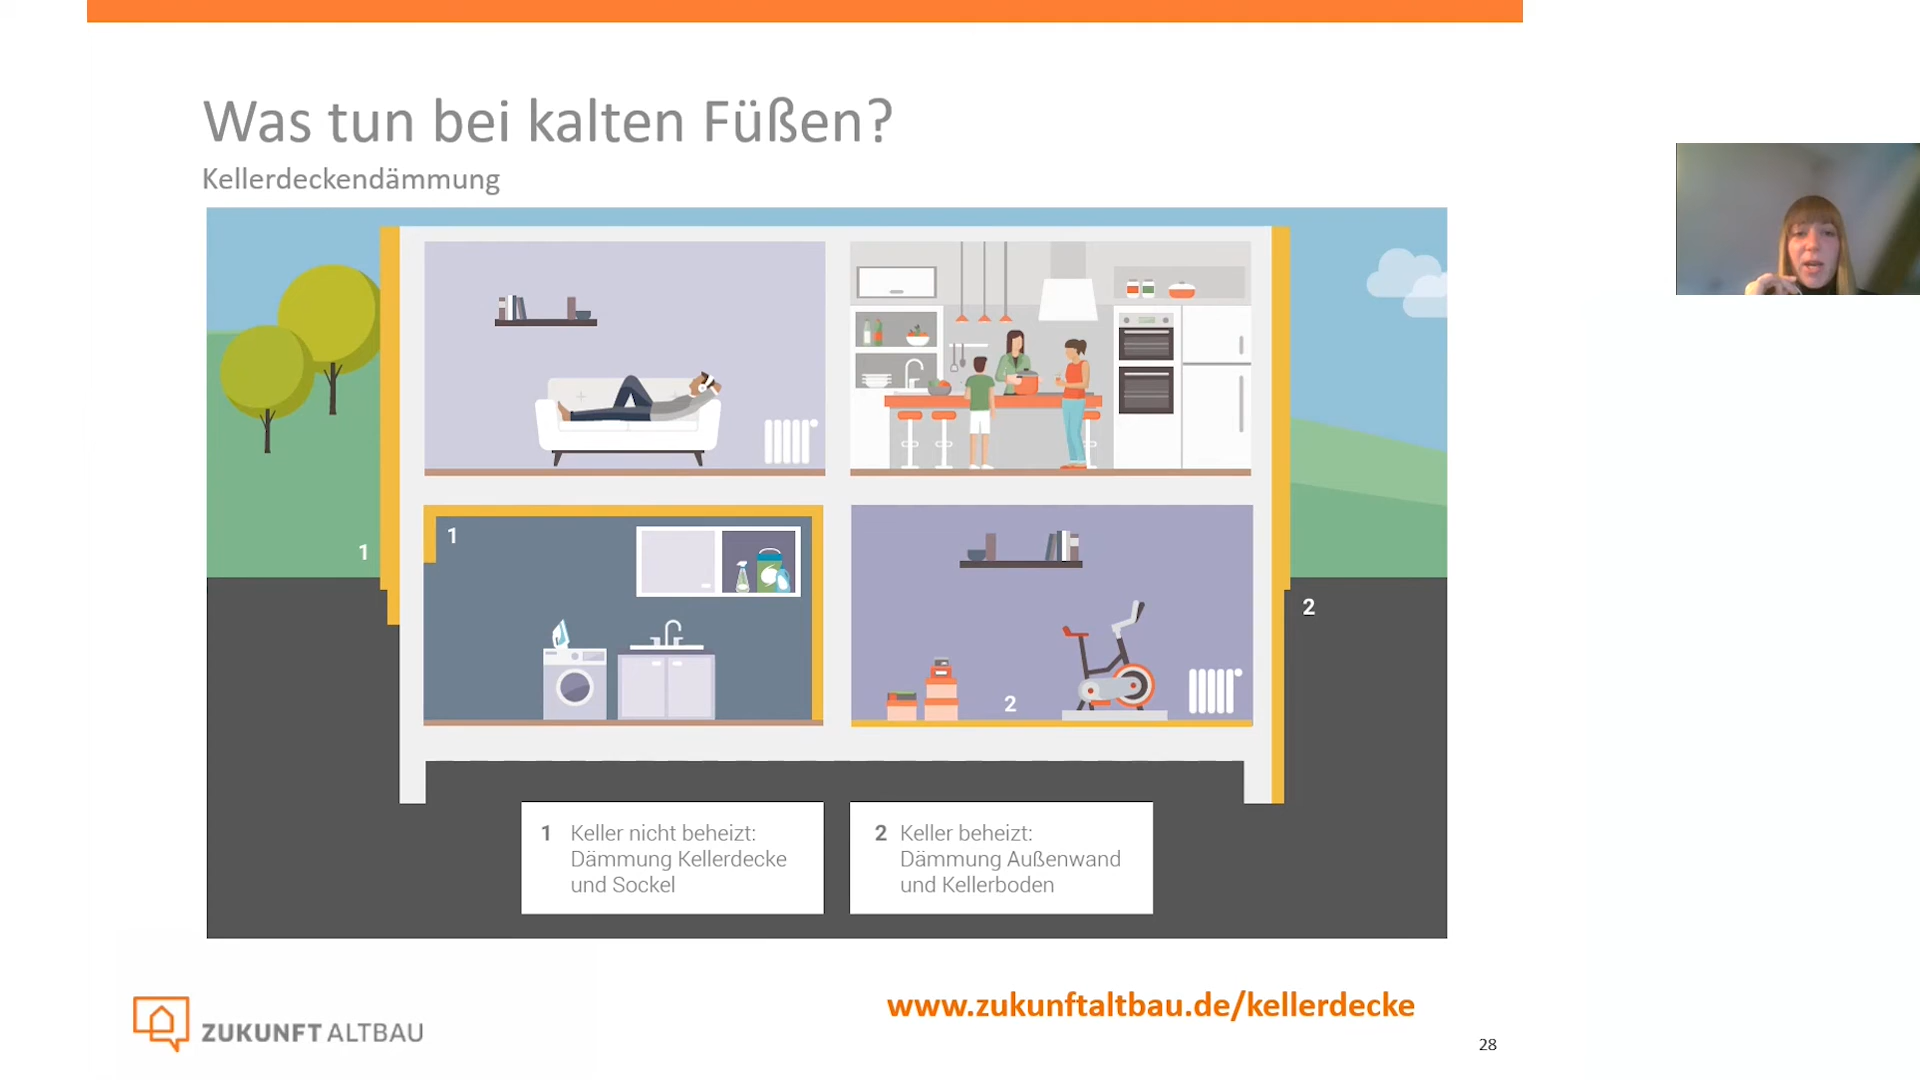 Was tun bei kalten Füßen?
Kellerdeckendämmung
1
1
2
2
1 Keller nicht beheizt:
Dämmung Kellerdecke
und Sockel
2 Keller beheizt:
Dämmung Außenwand
und Kellerboden
www.zukunftaltbau.de/kellerdecke
ZUKUNFT ALTBAU
28